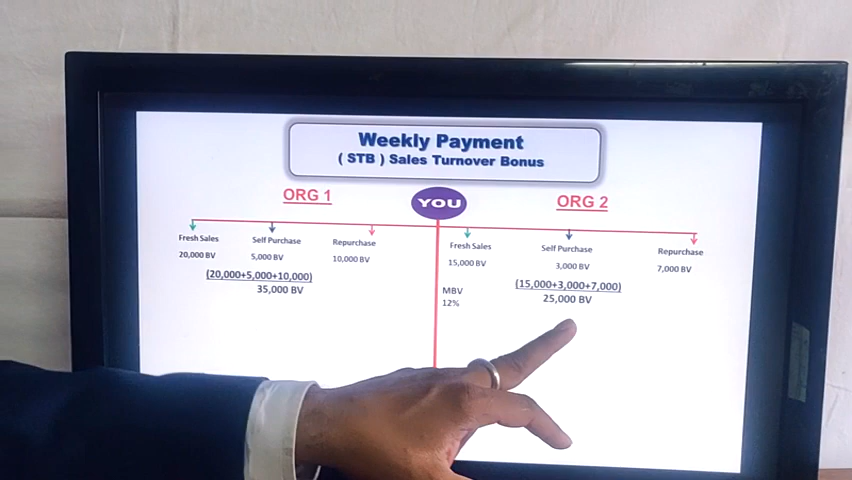 Weekly Payment
( STB ) Sales Turnover Bonus
ORG 1
YOU
ORG 2
Fresh Sales
Self Purchase
Repurchase
20,000 BV
5,000 BV
10,000 BV
(20,000+5,000+10,000)
35,000 BV
Fresh Sales
Self Purchase
Repurchase
15,000 BV
3,000 BV
7,000 BV
(15,000+3,000+7,000)
25,000 BV
MBV
12%